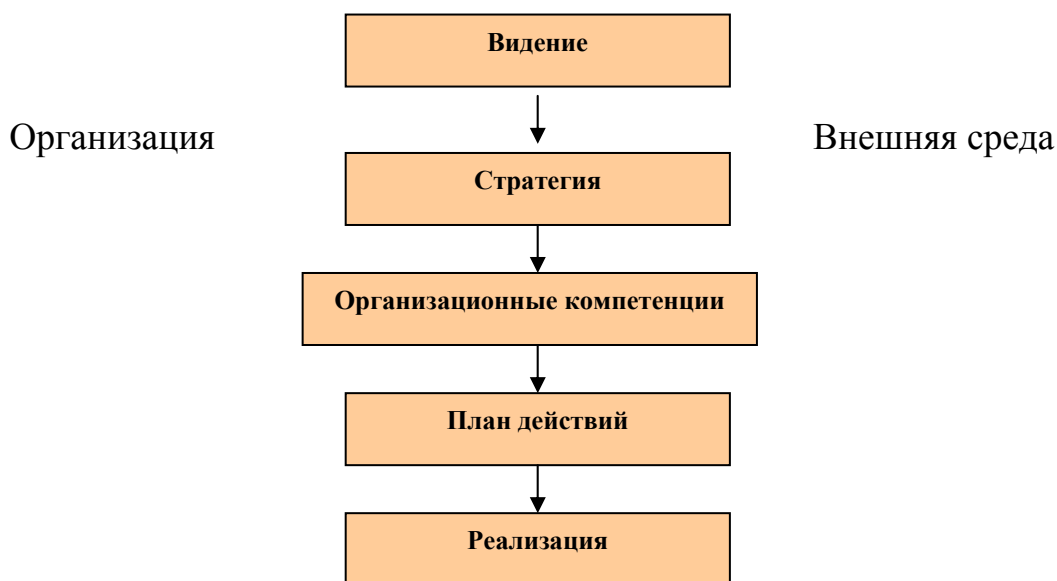 Видение
Организация
Внешняя среда
Стратегия
Организационные компетенции
План действий
Реализация